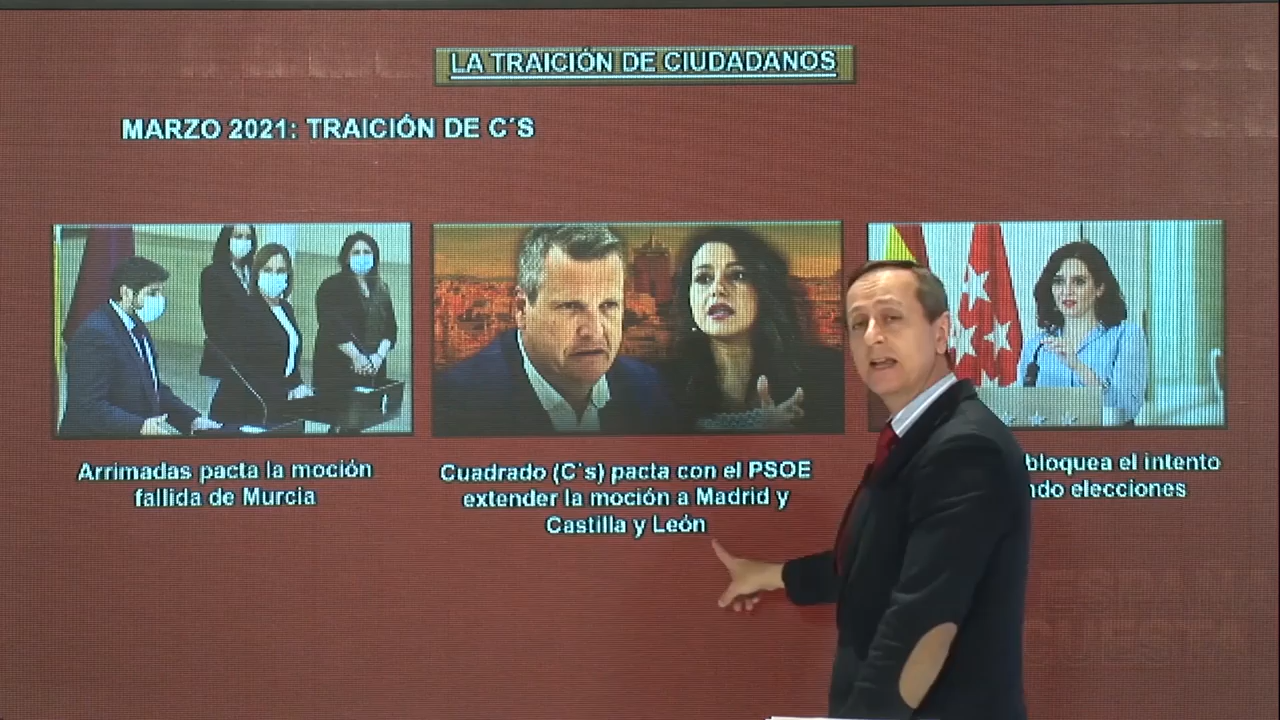 LA TRAICIÓN DE CIUDADANOS
MARZO 2021: TRAICIÓN DE C´S
Arrimadas pacta la moción
fallida de Murcia
Cuadrado (C´s) pacta con el PSOE
extender la moción a Madrid y
Castilla y León
bloquea el intento
elecciones